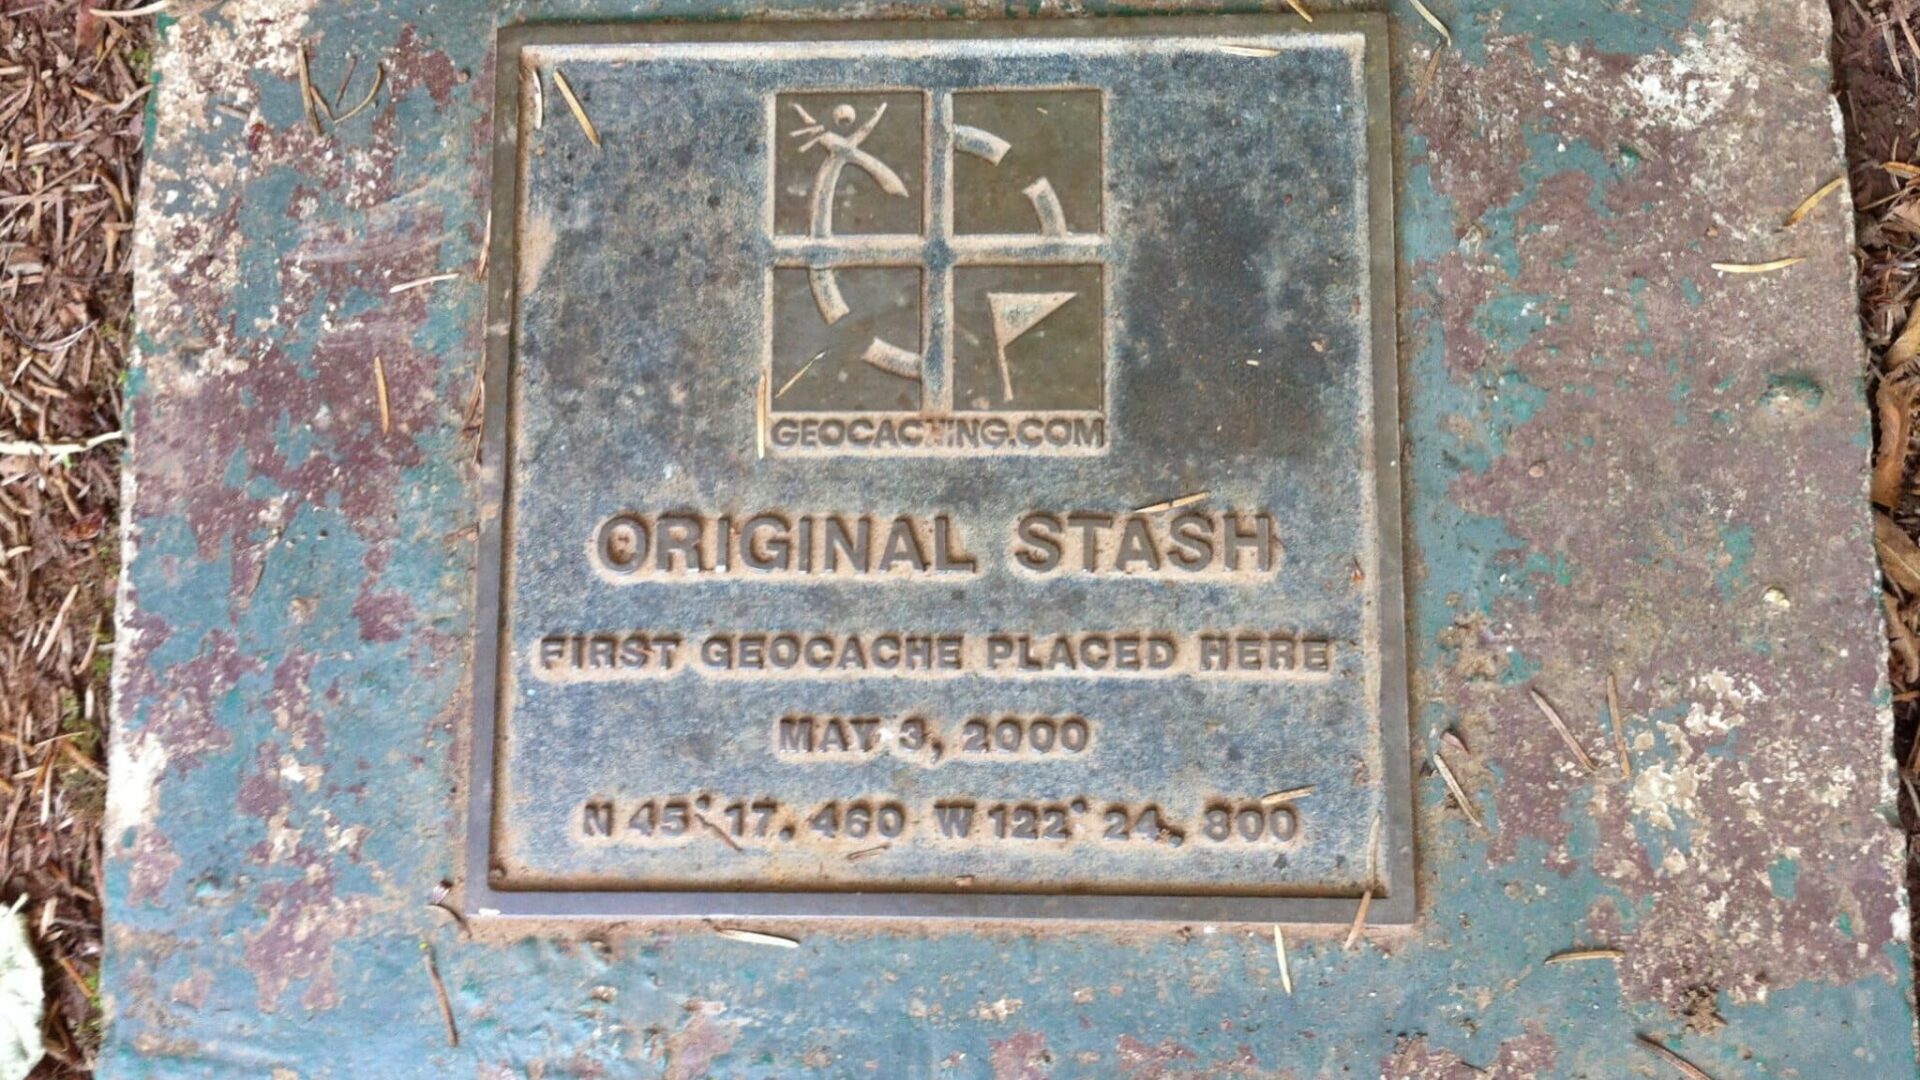 GEOCACHING.COM
ORIGINAL STASH
FIRST GEOCACHE PLACED HERE
MAY 3, 2000
N 45° 17. 460 W 122° 24. 800